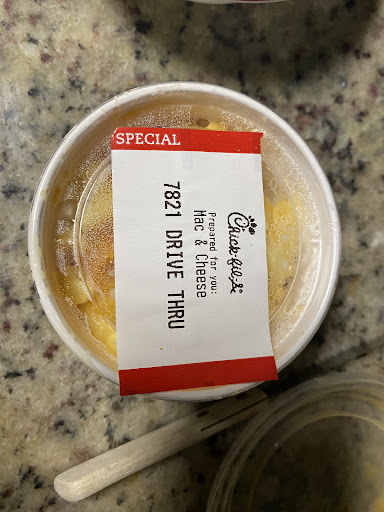 SPECIAL
Chick-fil-A
Prepared for you:
Mac & Cheese
7821 DRIVE THRU